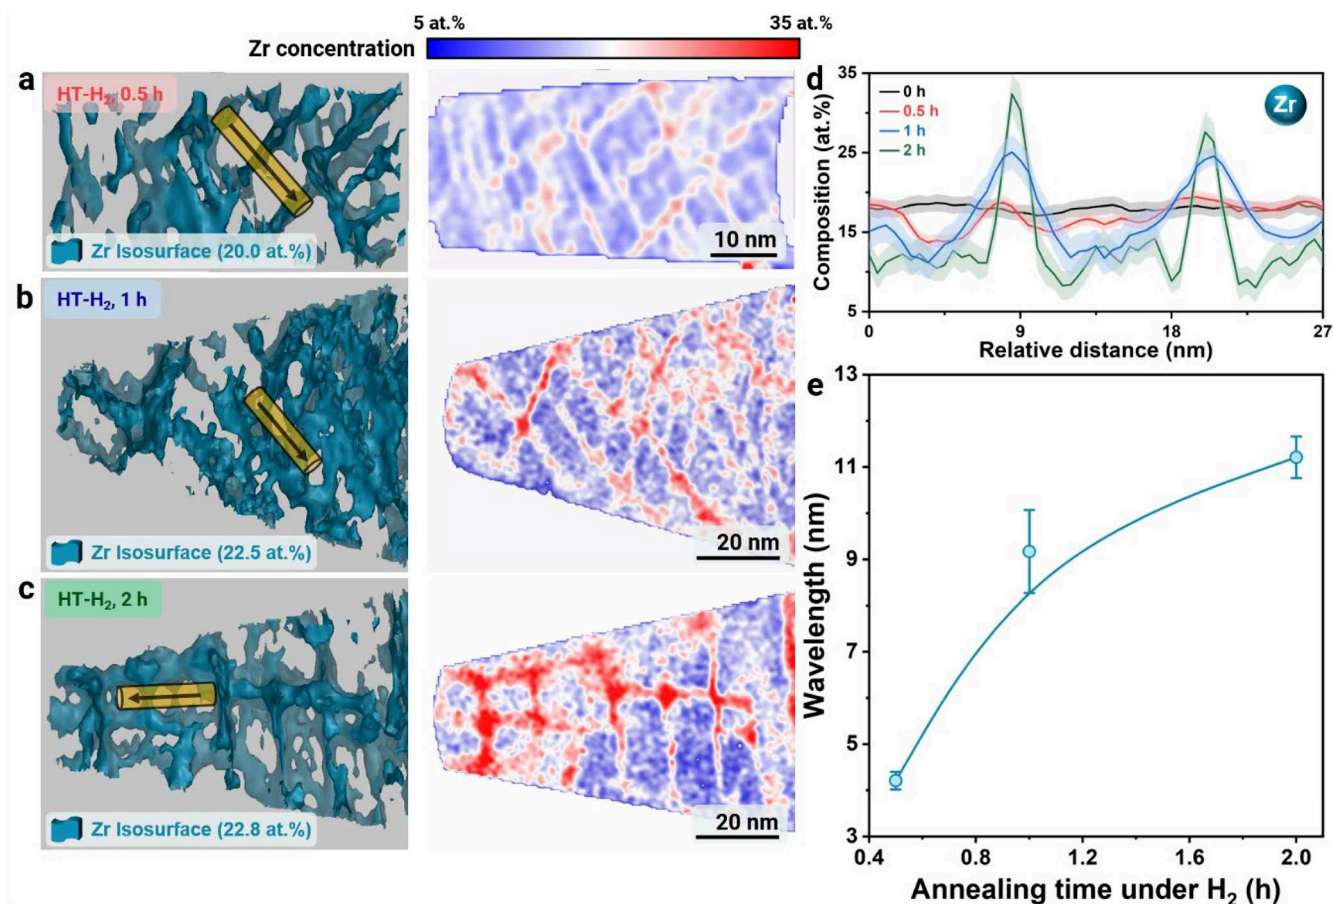 5 at.%
35 at.%
Zr concentration
a
HT-H₂, 0.5 h
Zr Isosurface (20.0 at.%)
10 nm
b
HT-H₂, 1 h
Zr Isosurface (22.5 at.%)
20 nm
c
HT-H₂, 2 h
Zr Isosurface (22.8 at.%)
20 nm
d
35
25
15
5
Composition (at.%)
0 h
0.5 h
1 h
2 h
Zr
0
9
18
27
Relative distance (nm)
e
13
11
9
7
5
3
Wavelength (nm)
0.4
0.8
1.2
1.6
2.0
Annealing time under H₂ (h)